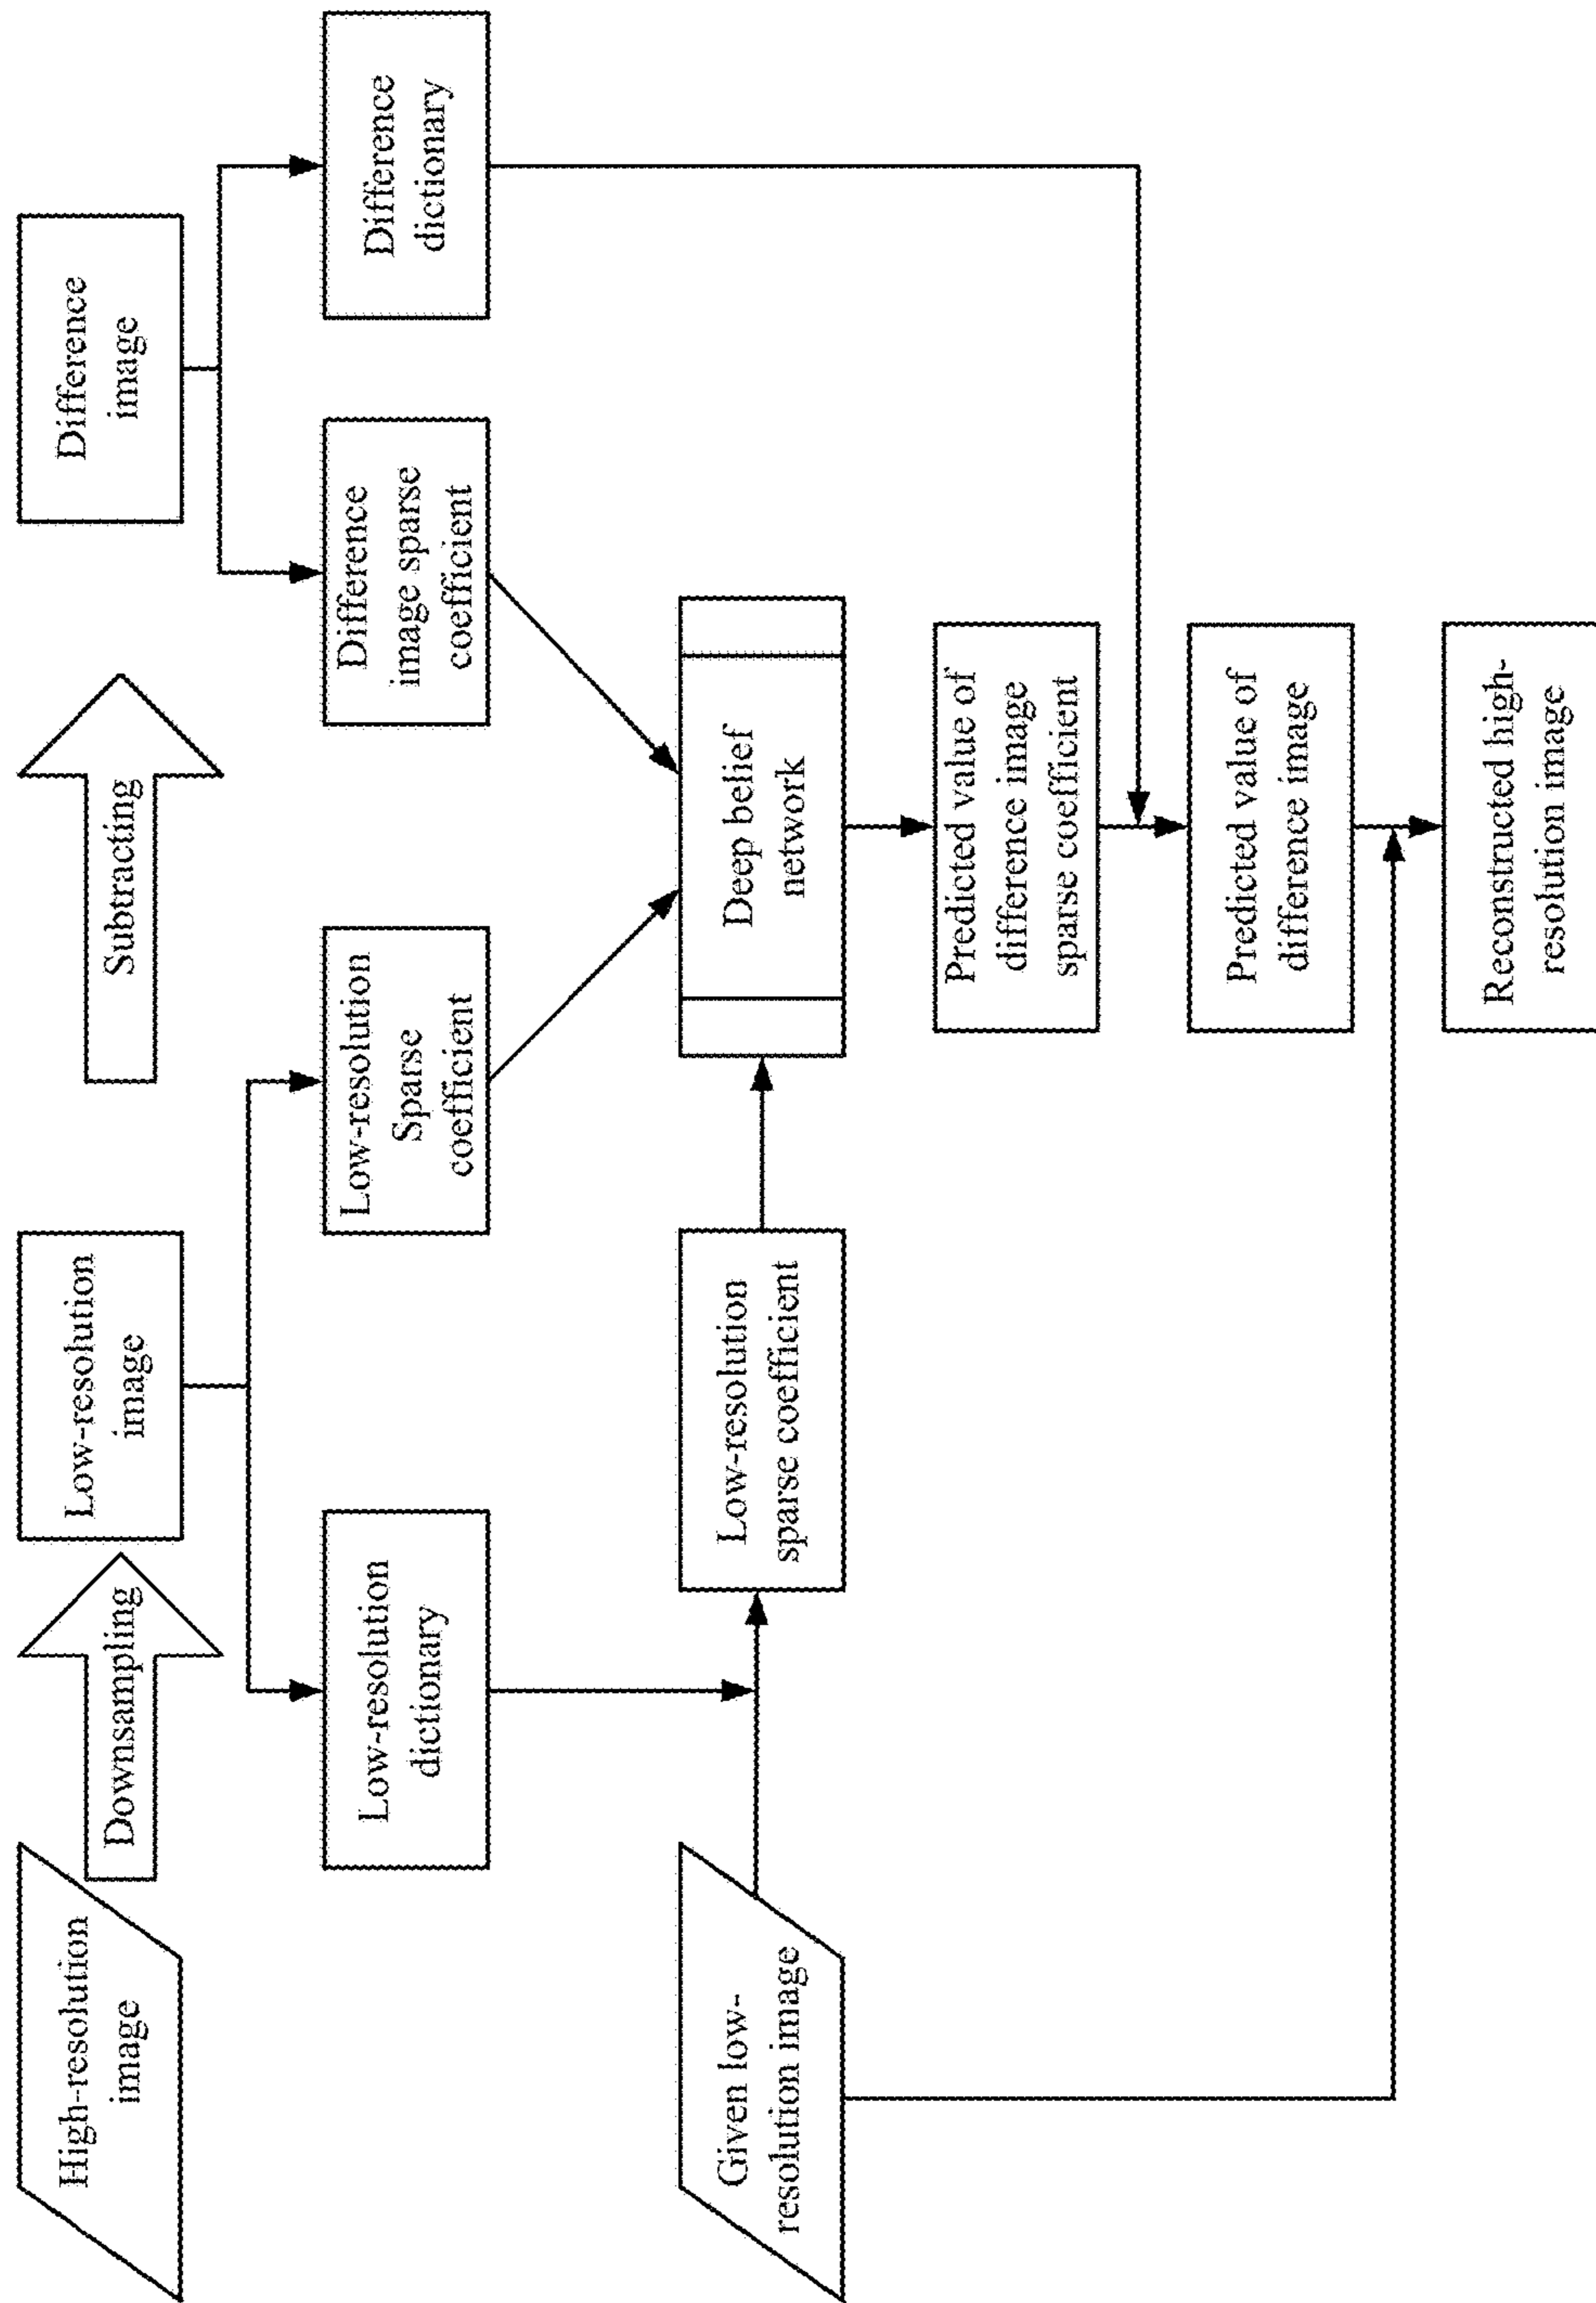 High-resolution
image
Downsampling
Low-resolution
image
Subtracting
Difference
image
Low-resolution
dictionary
Low-resolution
Sparse
coefficient
Difference
image sparse
coefficient
Difference
dictionary
Given low-
resolution image
Low-resolution
sparse coefficient
Deep belief
network
Predicted value of
difference image
sparse coefficient
Predicted value of
difference image
Reconstructed high-
resolution image